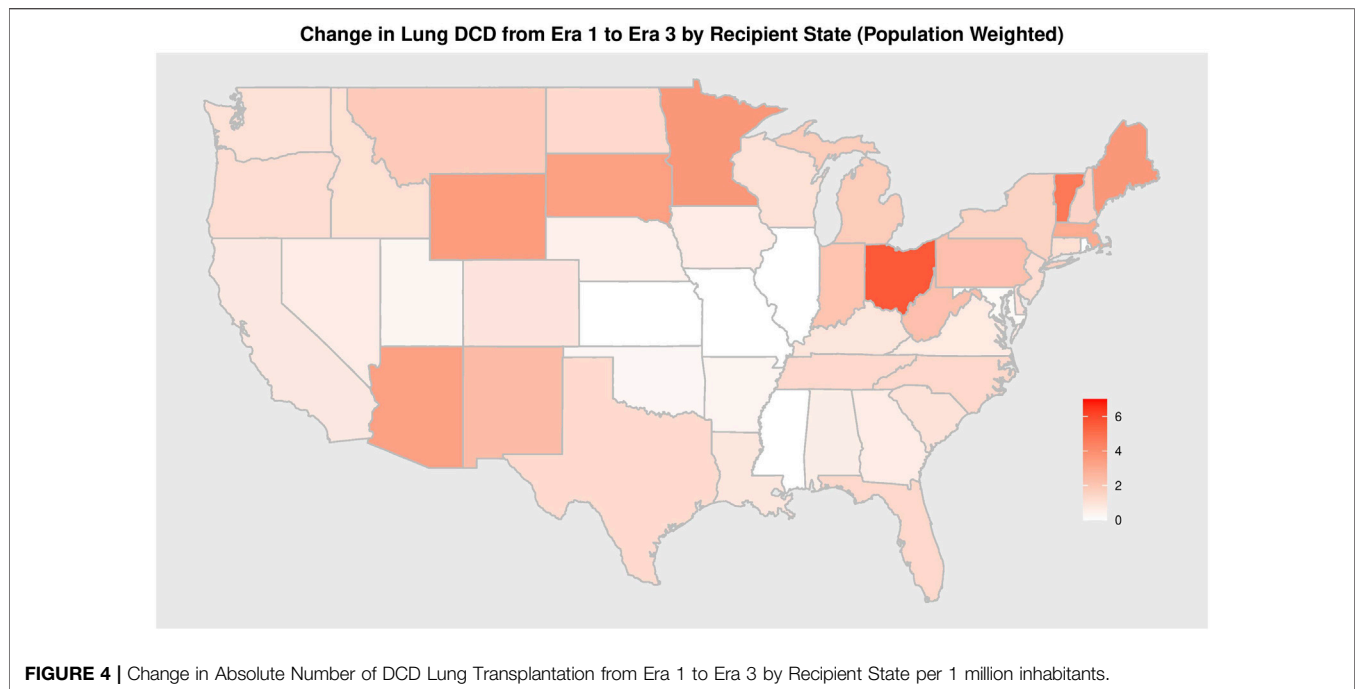 Change in Lung DCD from Era 1 to Era 3 by Recipient State (Population Weighted)
6
4
2
0
FIGURE 4 | Change in Absolute Number of DCD Lung Transplantation from Era 1 to Era 3 by Recipient State per 1 million inhabitants.